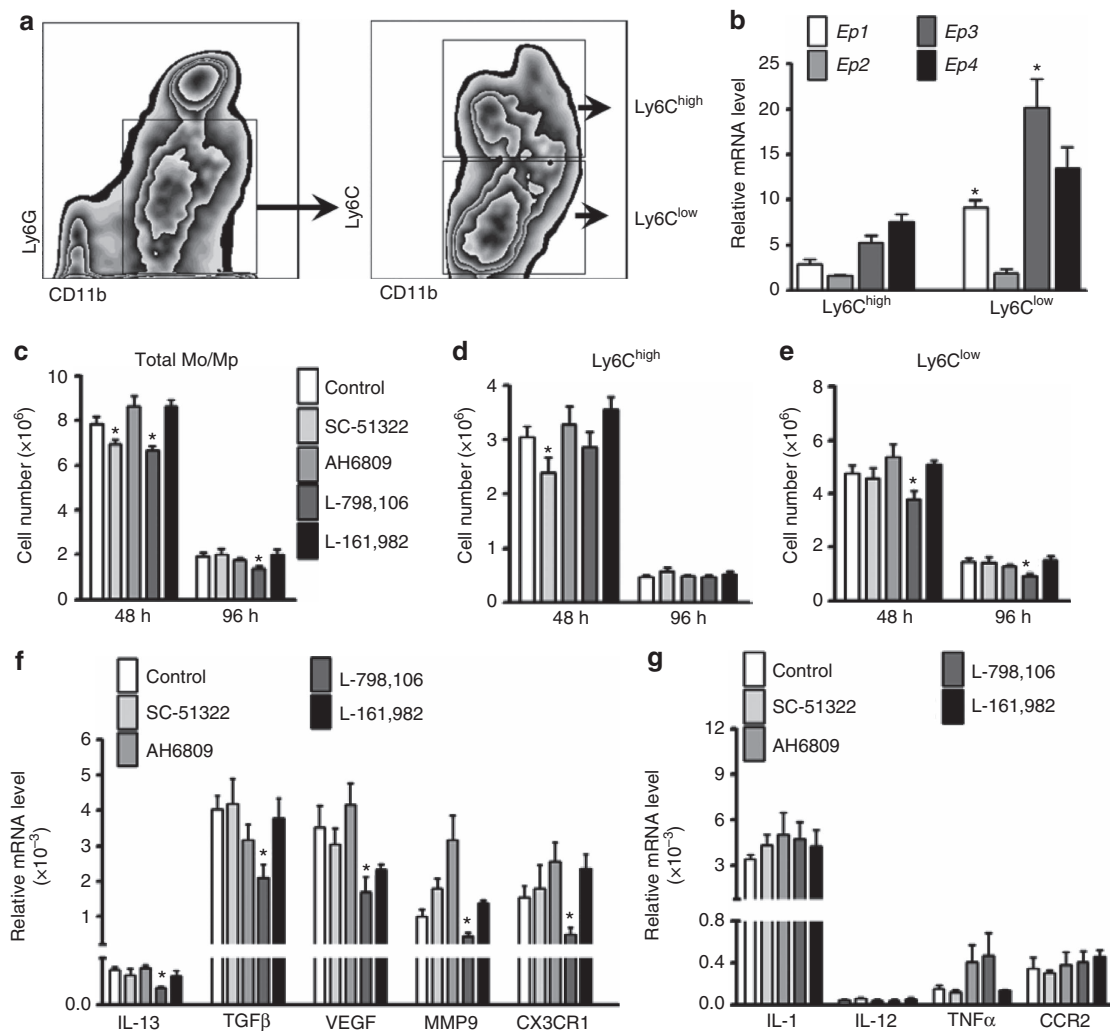 a
Ly6G
CD11b
Ly6C
CD11b
Ly6C^high
Ly6C^low
b
Ep1
Ep2
Ep3
Ep4
Relative mRNA level
25
20
15
10
5
0
*
*
Ly6C^high
Ly6C^low
c
Total Mo/Mp
Cell number (×10^6)
10
8
6
4
2
0
*
*
*
48 h
96 h
Control
SC-51322
AH6809
L-798,106
L-161,982
d
Ly6C^high
Cell number (×10^6)
4
3
2
1
0
*
48 h
96 h
e
Ly6C^low
Cell number (×10^6)
8
6
4
2
0
*
*
48 h
96 h
f
Control
SC-51322
AH6809
L-798,106
L-161,982
Relative mRNA level
(×10^−3)
6
5
4
3
2
1
0.0
*
*
*
*
*
IL-13
TGFβ
VEGF
MMP9
CX3CR1
g
Control
SC-51322
AH6809
L-798,106
L-161,982
Relative mRNA level
(×10^−3)
12
9
6
3
0.8
0.4
0.0
IL-1
IL-12
TNFα
CCR2